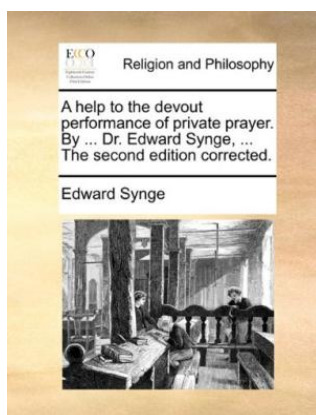 ECCO
Religion and Philosophy
A help to the devout
performance of private prayer.
By ... Dr. Edward Synge, ...
The second edition corrected.
Edward Synge